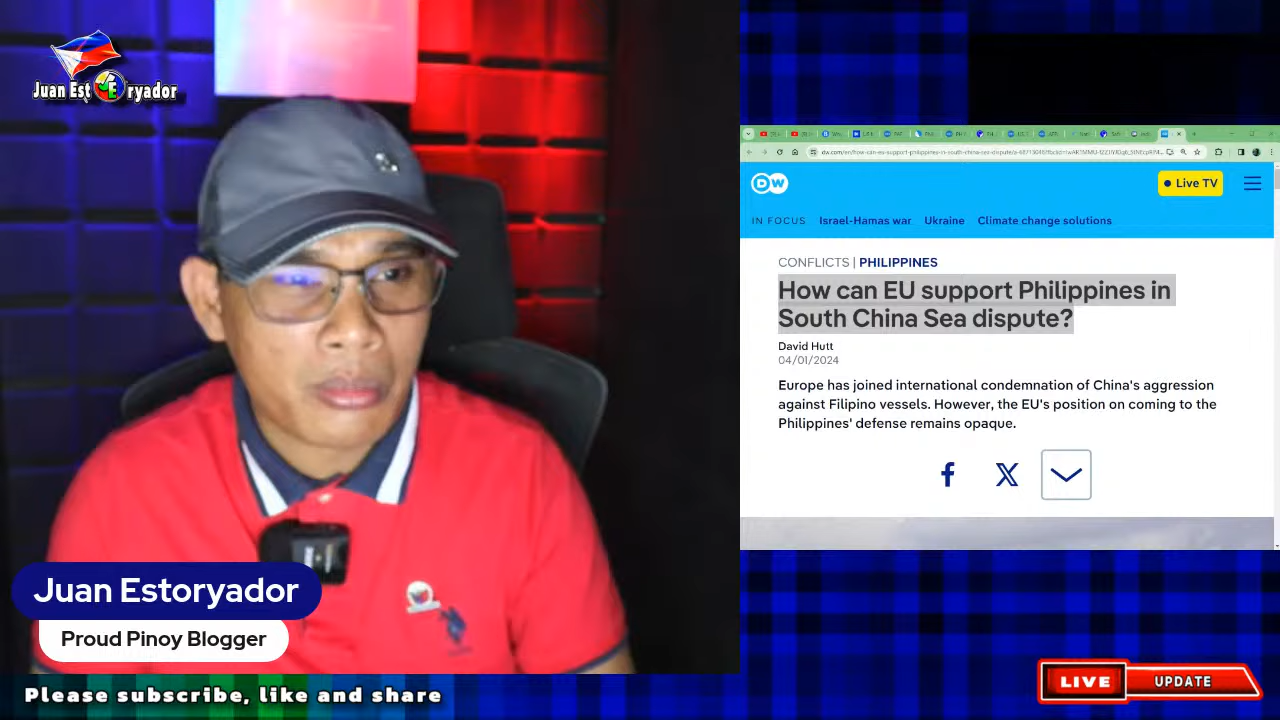 Juan Est E ryador
DW
Live TV
IN FOCUS Israel-Hamas war Ukraine Climate change solutions
CONFLICTS | PHILIPPINES
How can EU support Philippines in
South China Sea dispute?
David Hutt
04/01/2024
Europe has joined international condemnation of China's aggression
against Filipino vessels. However, the EU's position on coming to the
Philippines' defense remains opaque.
Juan Estoryador
Proud Pinoy Blogger
Please subscribe, like and share
LIVE UPDATE